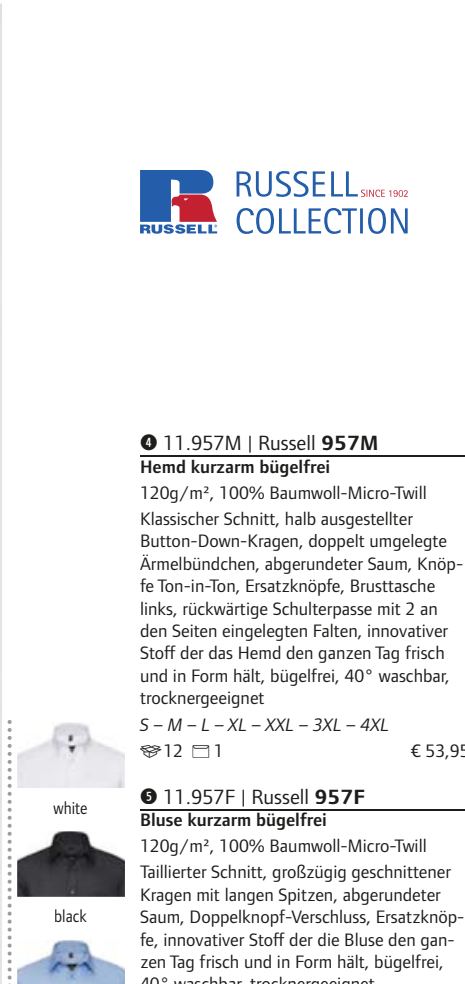 RUSSELL
RUSSELL SINCE 1902
COLLECTION
❹ 11.957M | Russell 957M
Hemd kurzarm bügelfrei
120g/m², 100% Baumwoll-Micro-Twill
Klassischer Schnitt, halb ausgestellter
Button-Down-Kragen, doppelt umgelegte
Ärmelbündchen, abgerundeter Saum, Knöp-
fe Ton-in-Ton, Ersatzknöpfe, Brusttasche
links, rückwärtige Schulterpasse mit 2 an
den Seiten eingelegten Falten, innovativer
Stoff der das Hemd den ganzen Tag frisch
und in Form hält, bügelfrei, 40° waschbar,
trocknergeeignet
S – M – L – XL – XXL – 3XL – 4XL
12 1 € 53,95
white
black
❺ 11.957F | Russell 957F
Bluse kurzarm bügelfrei
120g/m², 100% Baumwoll-Micro-Twill
Taillierter Schnitt, großzügig geschnittener
Kragen mit langen Spitzen, abgerundeter
Saum, Doppelknopf-Verschluss, Ersatzknöp-
fe, innovativer Stoff der die Bluse den gan-
zen Tag frisch und in Form hält, bügelfrei,
40° waschbar, trocknergeeignet